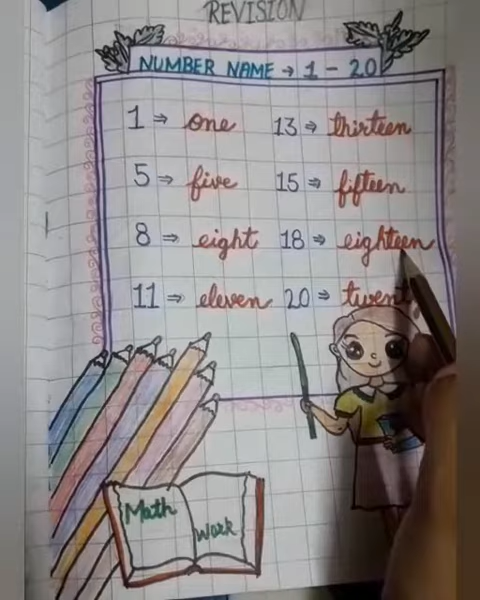 REVISION
NUMBER NAME → 1 - 20
1 ⇒ one 13 ⇒ thirteen
5 ⇒ five 15 ⇒ fifteen
8 ⇒ eight 18 ⇒ eighteen
11 ⇒ eleven 20 ⇒ twent
Math Work